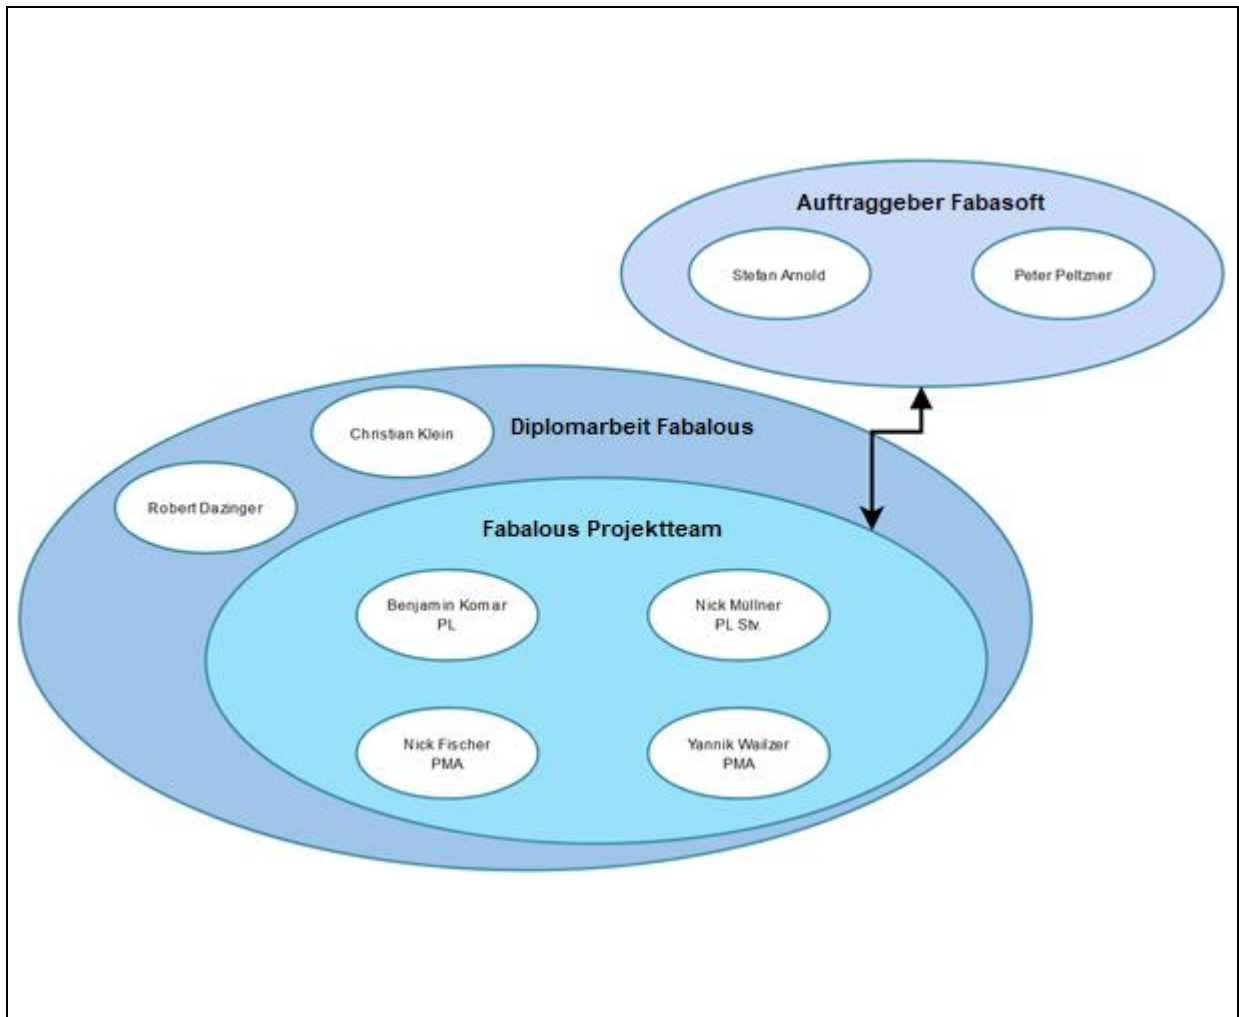 Auftraggeber Fabasoft
Stefan Arnold
Peter Peltzner
Diplomarbeit Fabalous
Christian Klein
Robert Dazinger
Fabalous Projektteam
Benjamin Komar
PL
Nick Müllner
PL Stv.
Nick Fischer
PMA
Yannik Wailzer
PMA